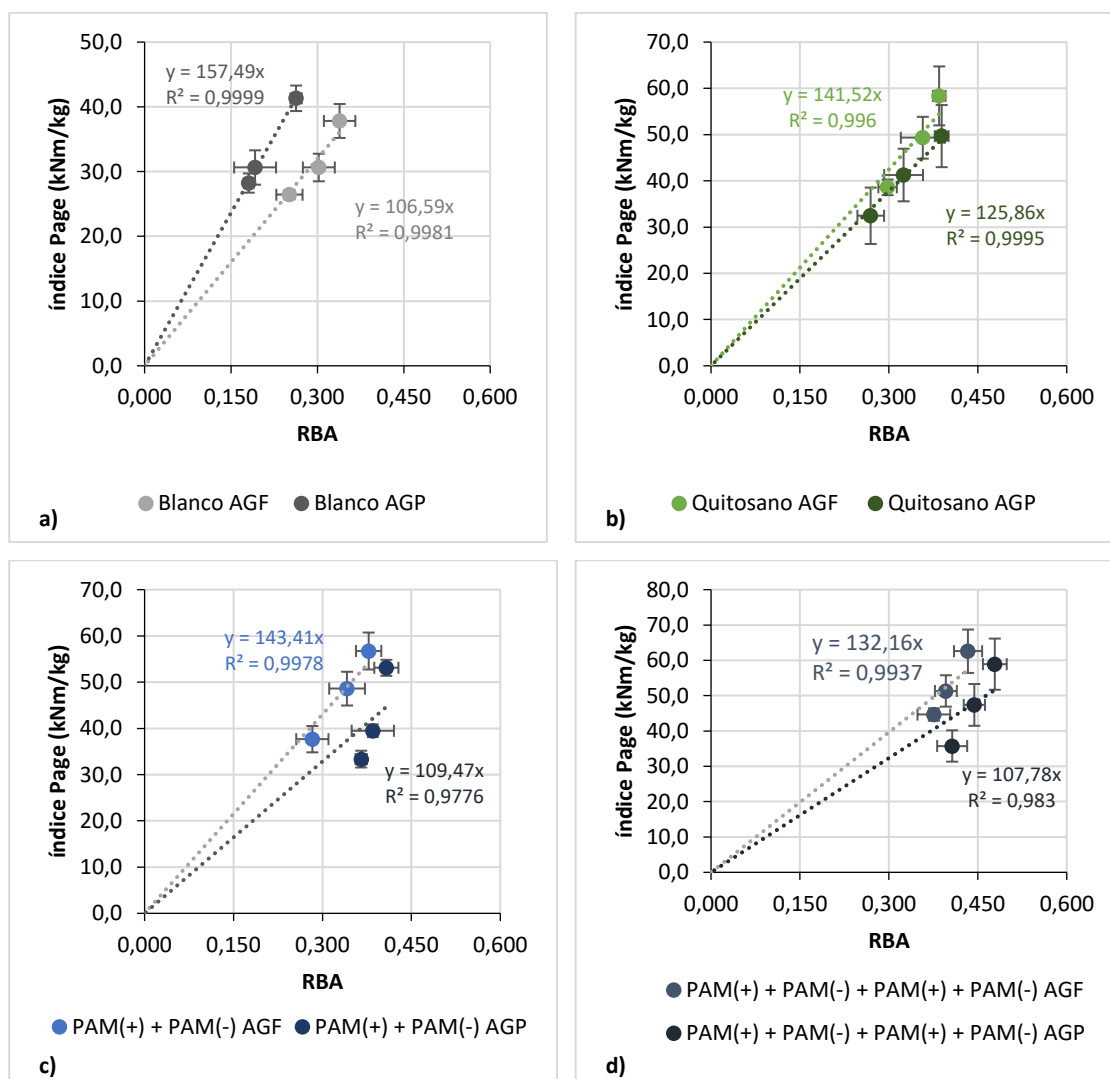 50,0
40,0
30,0
20,0
10,0
0,0
índice Page (kNm/kg)
y = 157,49x
R² = 0,9999
y = 106,59x
R² = 0,9981
0,000 0,150 0,300 0,450 0,600
RBA
Blanco AGF Blanco AGP
a)
70,0
60,0
50,0
40,0
30,0
20,0
10,0
0,0
índice Page (kNm/kg)
y = 141,52x
R² = 0,996
y = 125,86x
R² = 0,9995
0,000 0,150 0,300 0,450 0,600
RBA
Quitosano AGF Quitosano AGP
b)
70,0
60,0
50,0
40,0
30,0
20,0
10,0
0,0
índice Page (kNm/kg)
y = 143,41x
R² = 0,9978
y = 109,47x
R² = 0,9776
0,000 0,150 0,300 0,450 0,600
RBA
PAM(+) + PAM(-) AGF PAM(+) + PAM(-) AGP
c)
80,0
70,0
60,0
50,0
40,0
30,0
20,0
10,0
0,0
índice Page (kNm/kg)
y = 132,16x
R² = 0,9937
y = 107,78x
R² = 0,983
0,000 0,150 0,300 0,450 0,600
RBA
PAM(+) + PAM(-) + PAM(+) + PAM(-) AGF
PAM(+) + PAM(-) + PAM(+) + PAM(-) AGP
d)